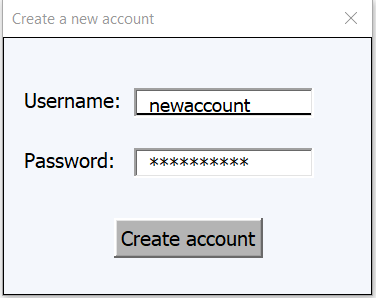 Create a new account
Username: newaccount
Password: **********
Create account